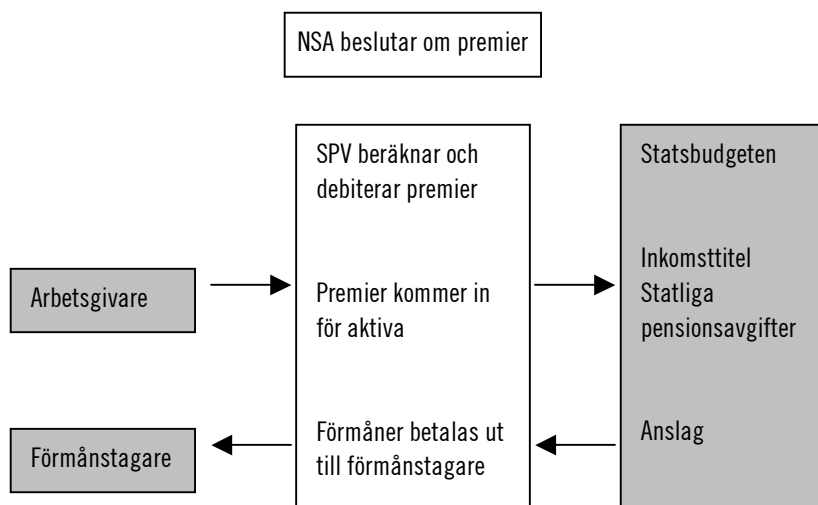 NSA beslutar om premier
SPV beräknar och
debiterar premier
Statsbudgeten
Arbetsgivare
Premier kommer in
för aktiva
Inkomsttitel
Statliga
pensionsavgifter
Förmånstagare
Förmåner betalas ut
till förmånstagare
Anslag